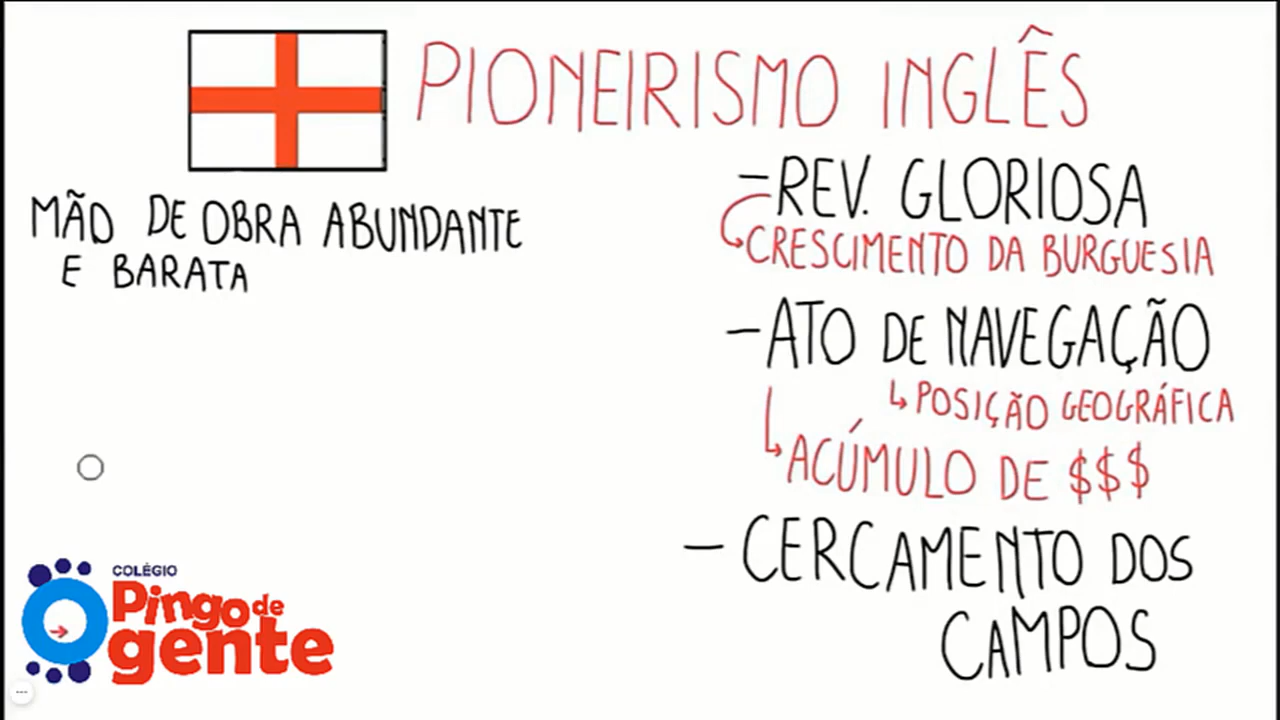 PIONEIRISMO INGLÊS
MÃO DE OBRA ABUNDANTE
E BARATA
-REV. GLORIOSA
CRESCIMENTO DA BURGUESIA
-ATO DE NAVEGAÇÃO
POSIÇÃO GEOGRÁFICA
ACÚMULO DE $$$
- CERCAMENTO DOS
CAMPOS
COLÉGIO
Pingo de
gente